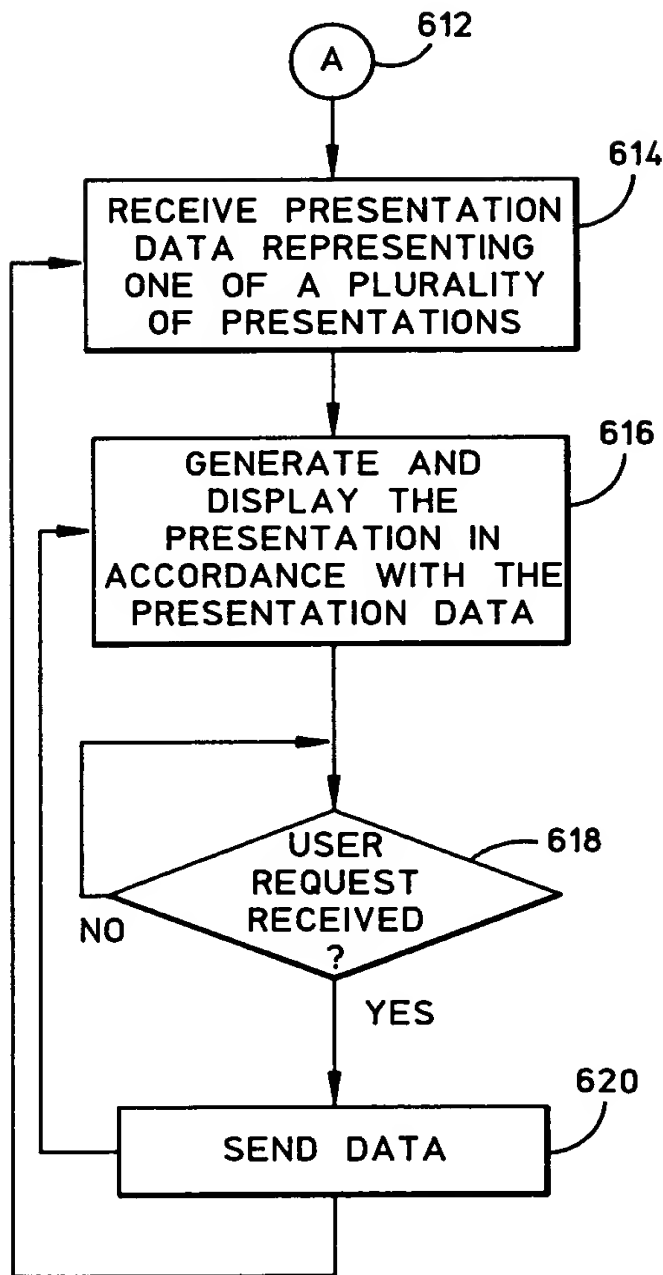 612
A
614
RECEIVE PRESENTATION
DATA REPRESENTING
ONE OF A PLURALITY
OF PRESENTATIONS
616
GENERATE AND
DISPLAY THE
PRESENTATION IN
ACCORDANCE WITH THE
PRESENTATION DATA
618
USER
REQUEST
RECEIVED
?
NO
YES
620
SEND DATA